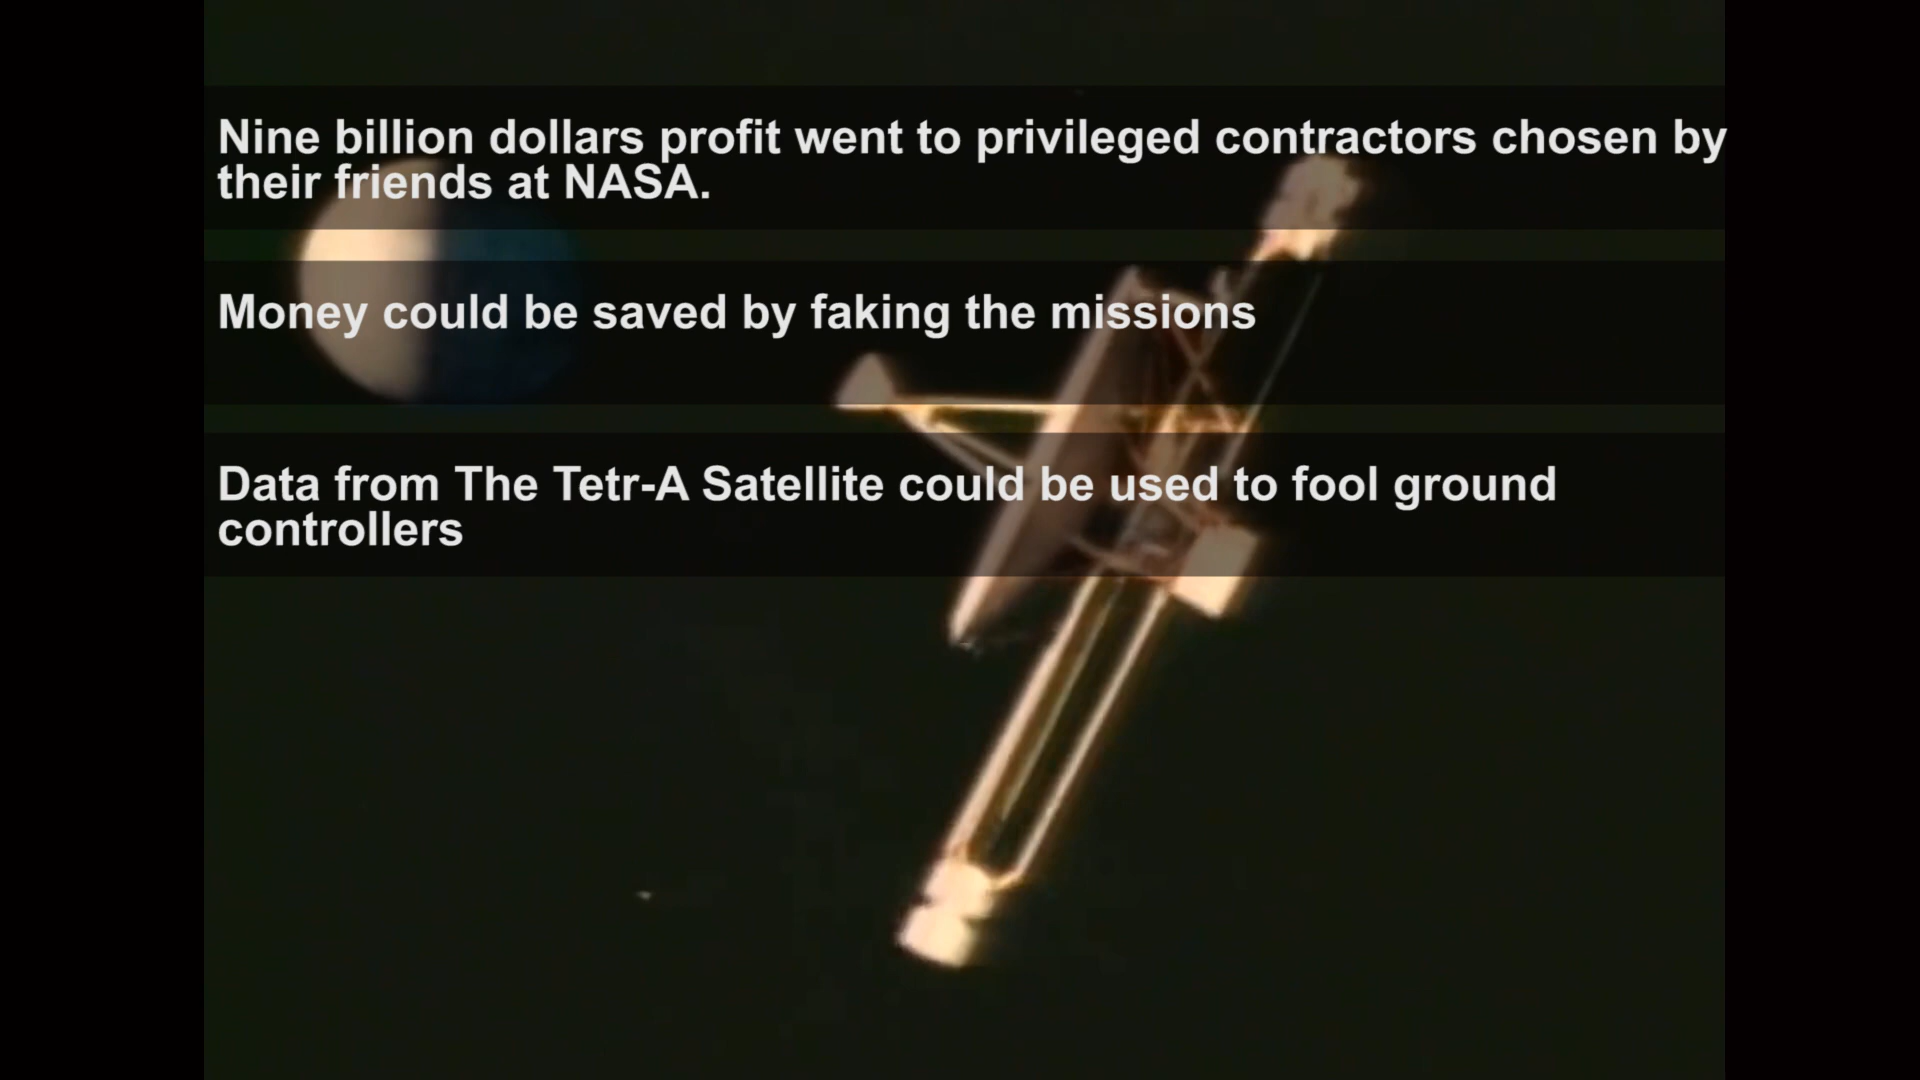 Nine billion dollars profit went to privileged contractors chosen by
their friends at NASA.
Money could be saved by faking the missions
Data from The Tetr-A Satellite could be used to fool ground
controllers